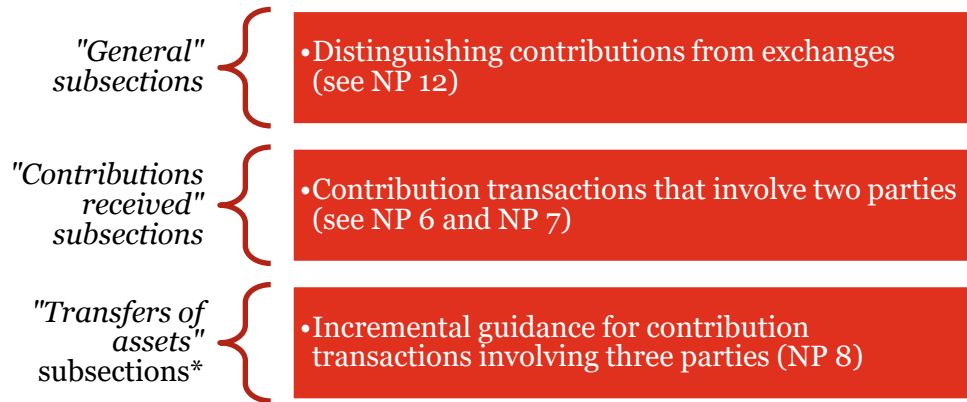 "General"
subsections
•Distinguishing contributions from exchanges
(see NP 12)
"Contributions
received"
subsections
•Contribution transactions that involve two parties
(see NP 6 and NP 7)
"Transfers of
assets"
subsections*
•Incremental guidance for contribution
transactions involving three parties (NP 8)